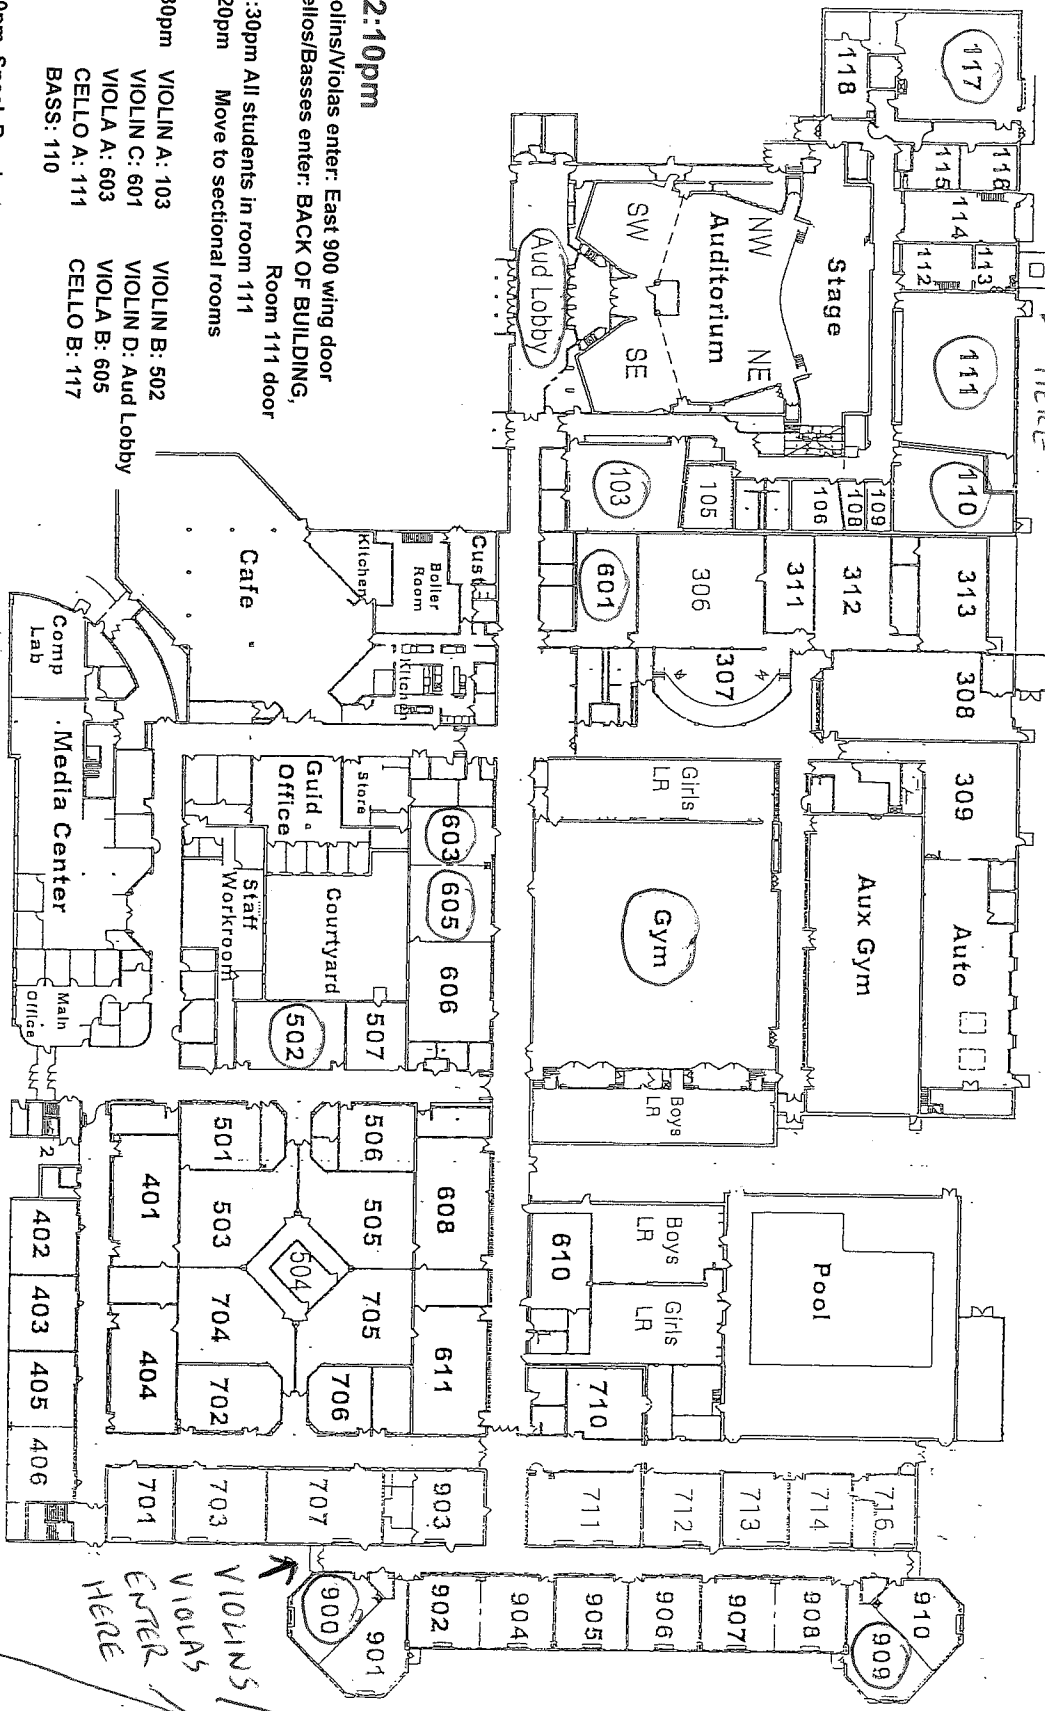 2:10pm
olins/Violas enter: East 900 wing door
ellos/Basses enter: BACK OF BUILDING,
Room 111 door
:30pm All students in room 111
20pm Move to sectional rooms
30pm VIOLIN A: 103 VIOLIN B: 502
VIOLIN C: 601 VIOLIN D: Aud Lobby
VIOLA A: 603 VIOLA B: 605
CELLO A: 111 CELLO B: 117
BASS: 110
HERE
117
118
116
115
114
113
112
111
110
109
108
106
105
103
Stage
NW
NE
Auditorium
SW
SE
Aud Lobby
313
312
311
306
601
308
307
309
Auto
Aux Gym
Girls
LR
Gym
Boys
LR
Pool
Boys
LR
Girls
LR
610
710
Cust
Boiler
Room
Kitchen
Kitchen
Cafe
Comp
Lab
Media Center
Main
Office
Store
Guid
Office
Staff
Workroom
Courtyard
603
605
606
507
502
506
501
608
505
503
504
705
704
611
706
702
401
404
2
402
403
405
406
716
714
713
712
711
903
707
703
701
910
909
908
907
906
905
904
902
901
900
VIOLINS/
VIOLAS
ENTER
HERE